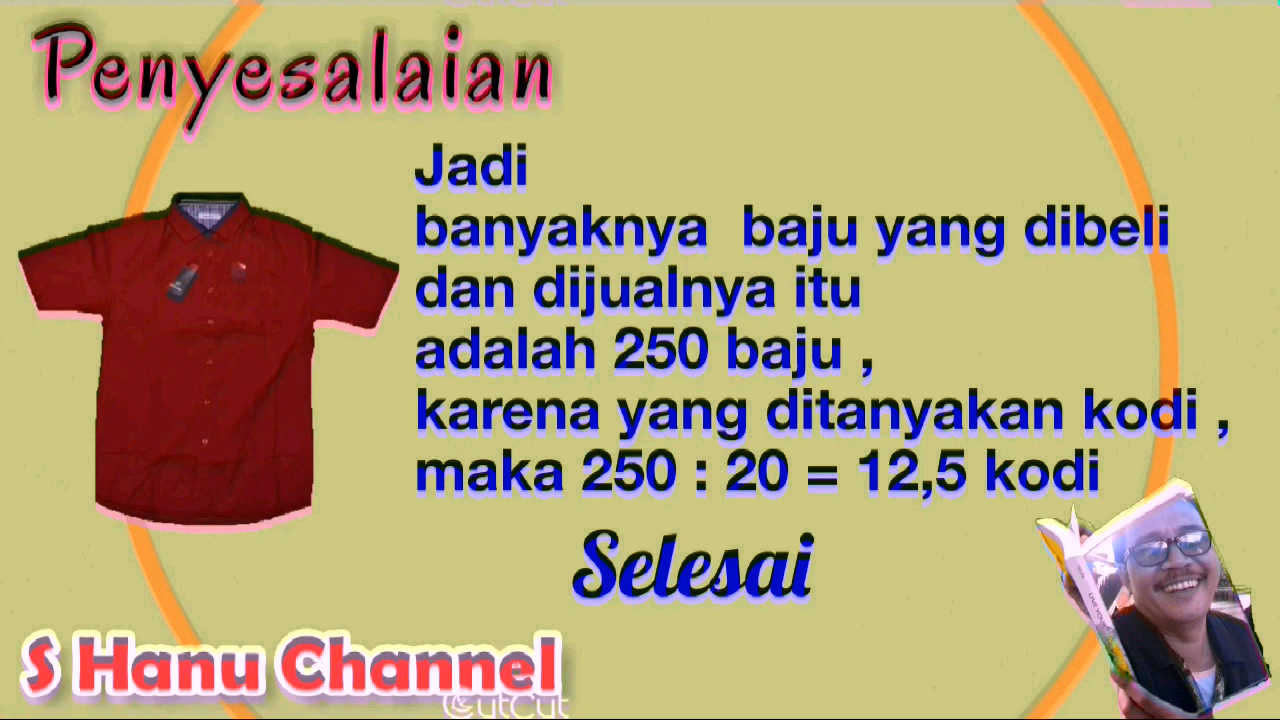 Penyesalaian
Jadi
banyaknya baju yang dibeli
dan dijualnya itu
adalah 250 baju ,
karena yang ditanyakan kodi ,
maka 250 : 20 = 12,5 kodi
Selesai
S Hanu Channel
CutCut